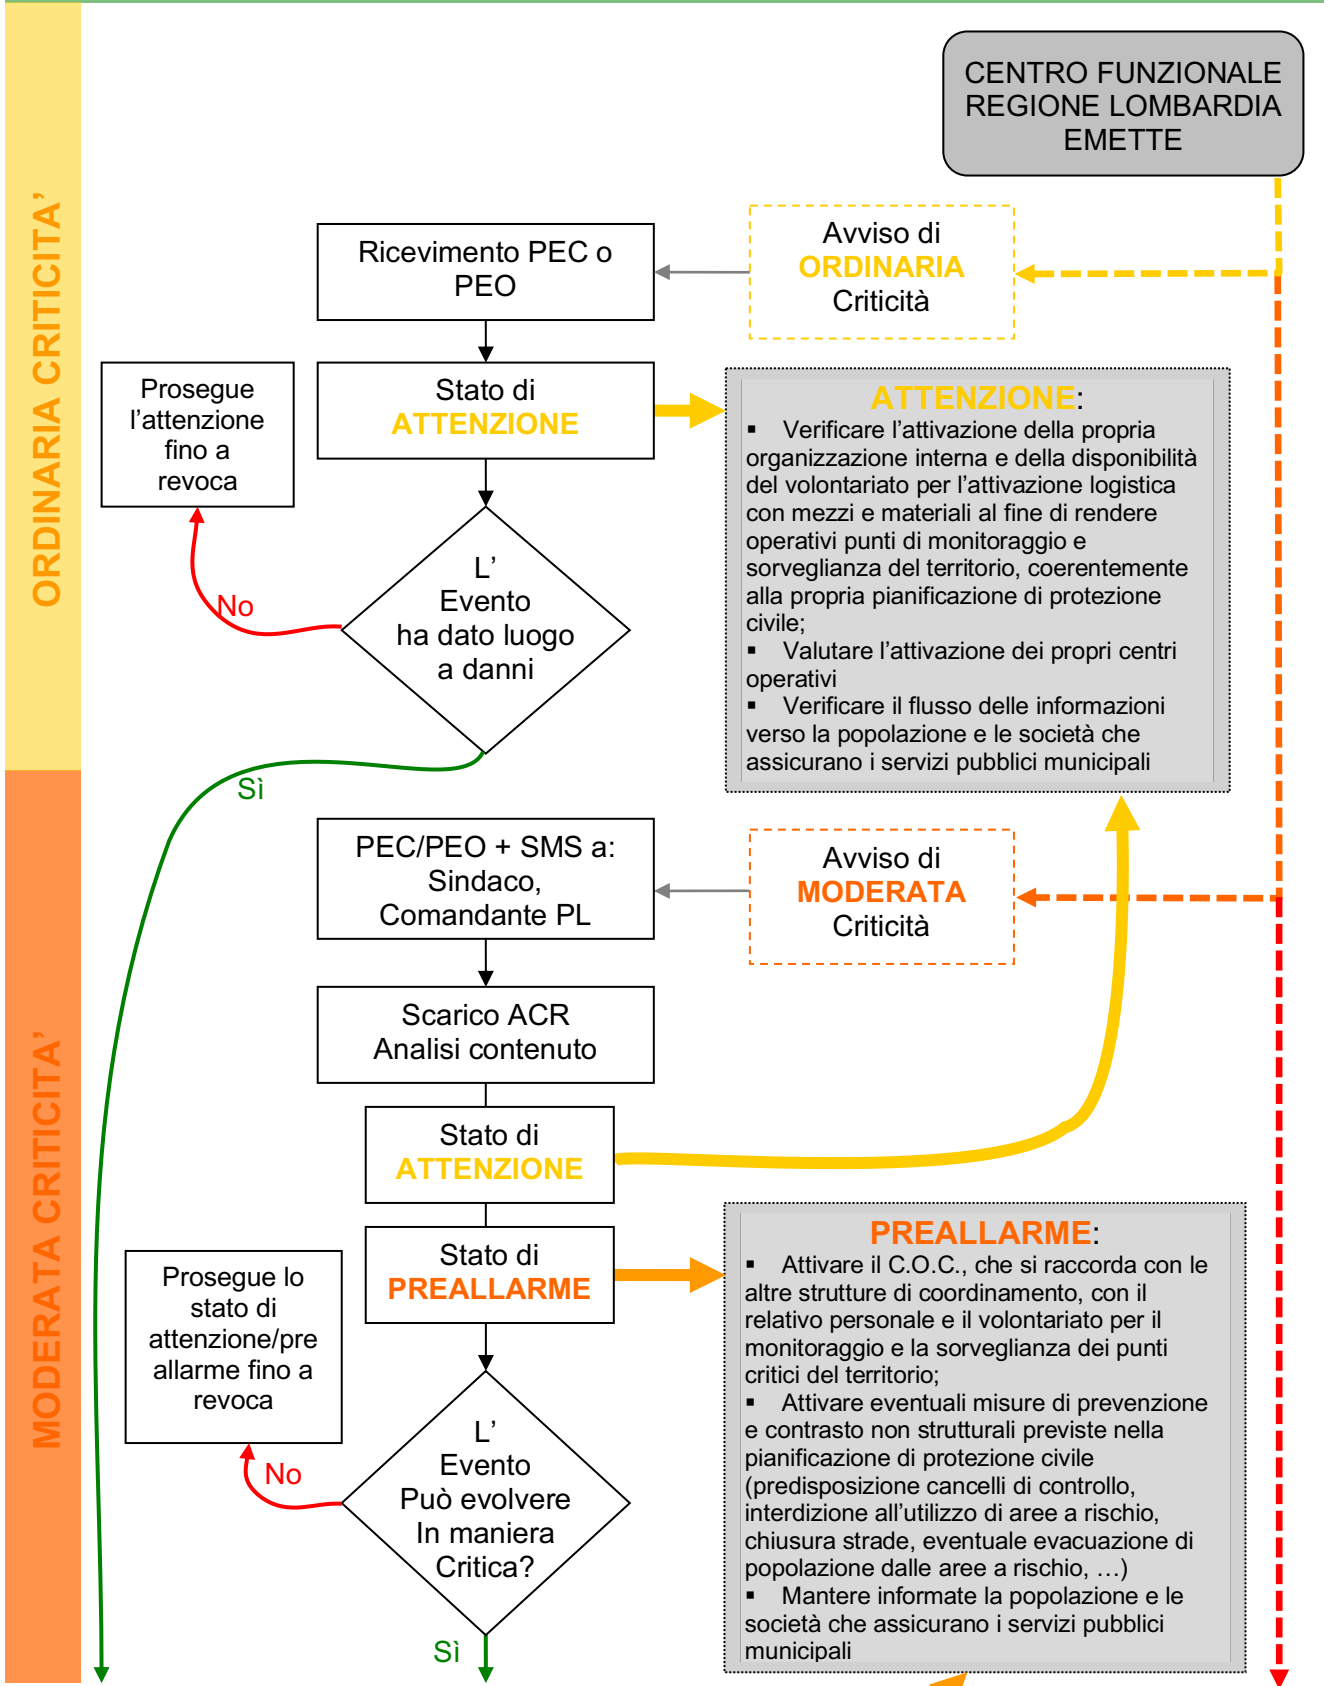 CENTRO FUNZIONALE
REGIONE LOMBARDIA
EMETTE
ORDINARIA CRITICITA’
Ricevimento PEC o
PEO
Avviso di
ORDINARIA
Criticità
Prosegue
l’attenzione
fino a
revoca
Stato di
ATTENZIONE
ATTENZIONE:
▪ Verificare l’attivazione della propria
organizzazione interna e della disponibilità
del volontariato per l’attivazione logistica
con mezzi e materiali al fine di rendere
operativi punti di monitoraggio e
sorveglianza del territorio, coerentemente
alla propria pianificazione di protezione
civile;
▪ Valutare l’attivazione dei propri centri
operativi
▪ Verificare il flusso delle informazioni
verso la popolazione e le società che
assicurano i servizi pubblici municipali
No
L’
Evento
ha dato luogo
a danni
Sì
MODERATA CRITICITA’
PEC/PEO + SMS a:
Sindaco,
Comandante PL
Avviso di
MODERATA
Criticità
Scarico ACR
Analisi contenuto
Stato di
ATTENZIONE
Stato di
PREALLARME
PREALLARME:
▪ Attivare il C.O.C., che si raccorda con le
altre strutture di coordinamento, con il
relativo personale e il volontariato per il
monitoraggio e la sorveglianza dei punti
critici del territorio;
▪ Attivare eventuali misure di prevenzione
e contrasto non strutturali previste nella
pianificazione di protezione civile
(predisposizione cancelli di controllo,
interdizione all’utilizzo di aree a rischio,
chiusura strade, eventuale evacuazione di
popolazione dalle aree a rischio, …)
▪ Mantere informate la popolazione e le
società che assicurano i servizi pubblici
municipali
Prosegue lo
stato di
attenzione/pre
allarme fino a
revoca
No
L’
Evento
Può evolvere
In maniera
Critica?
Sì